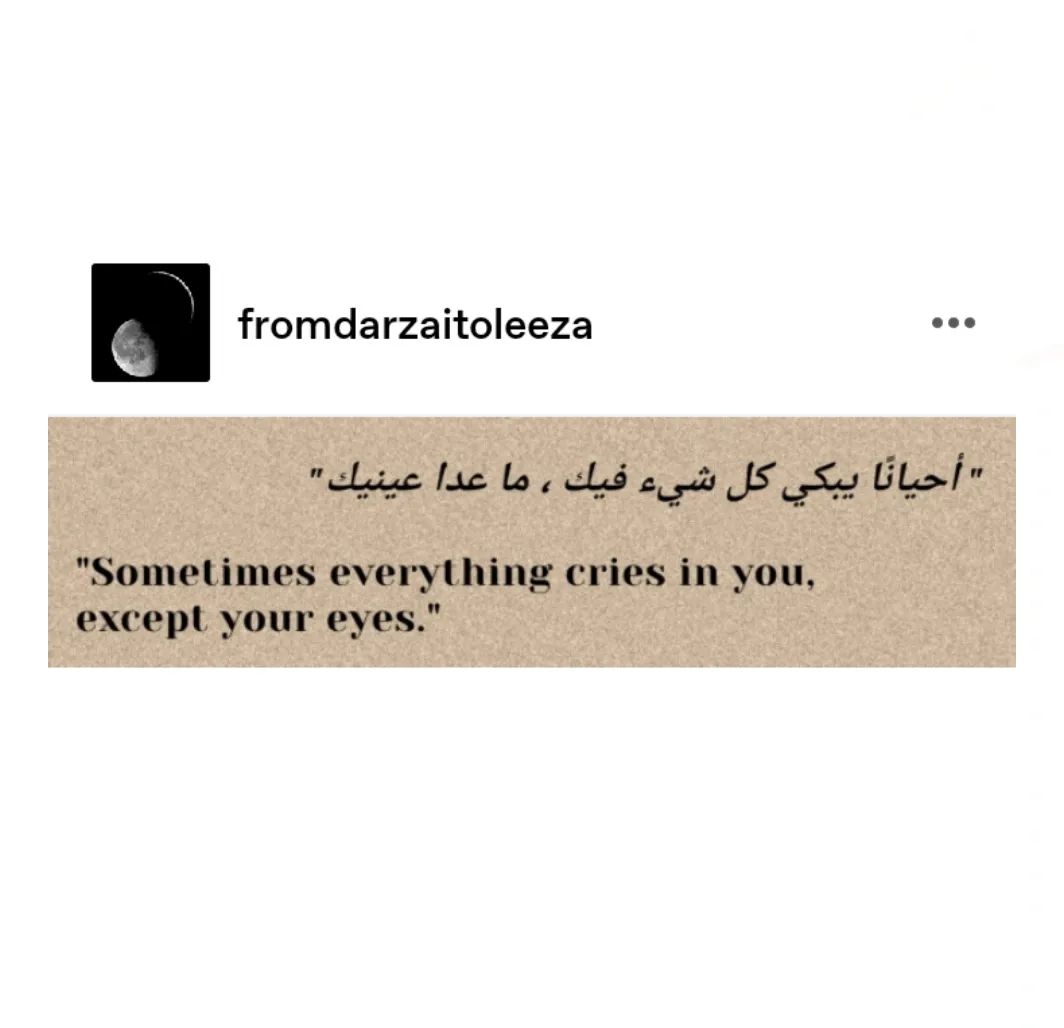 fromdarzaitoleeza
" أحيانًا يبكي كل شيء فيك ، ما عدا عينيك"
"Sometimes everything cries in you,
except your eyes."